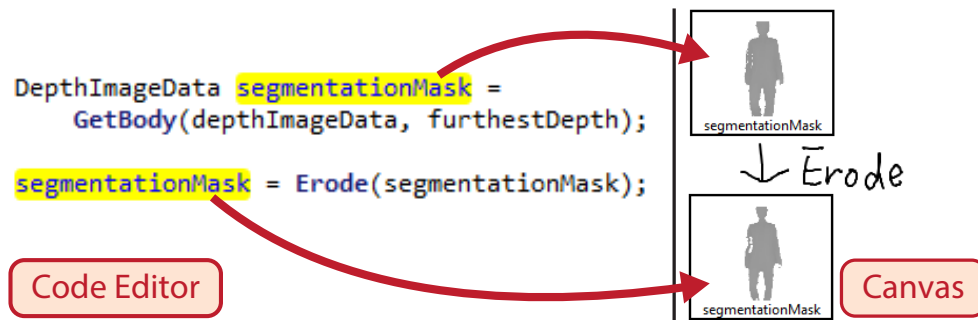 DepthImageData segmentationMask =
GetBody(depthImageData, furthestDepth);
segmentationMask = Erode(segmentationMask);
Code Editor
segmentationMask
Erode
segmentationMask
Canvas